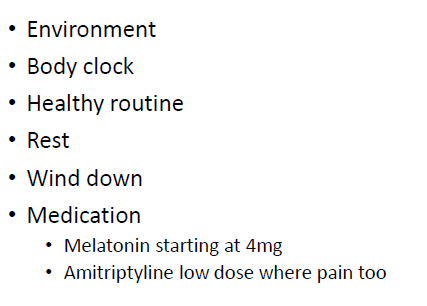 • Environment
• Body clock
• Healthy routine
• Rest
• Wind down
• Medication
• Melatonin starting at 4mg
• Amitriptyline low dose where pain too